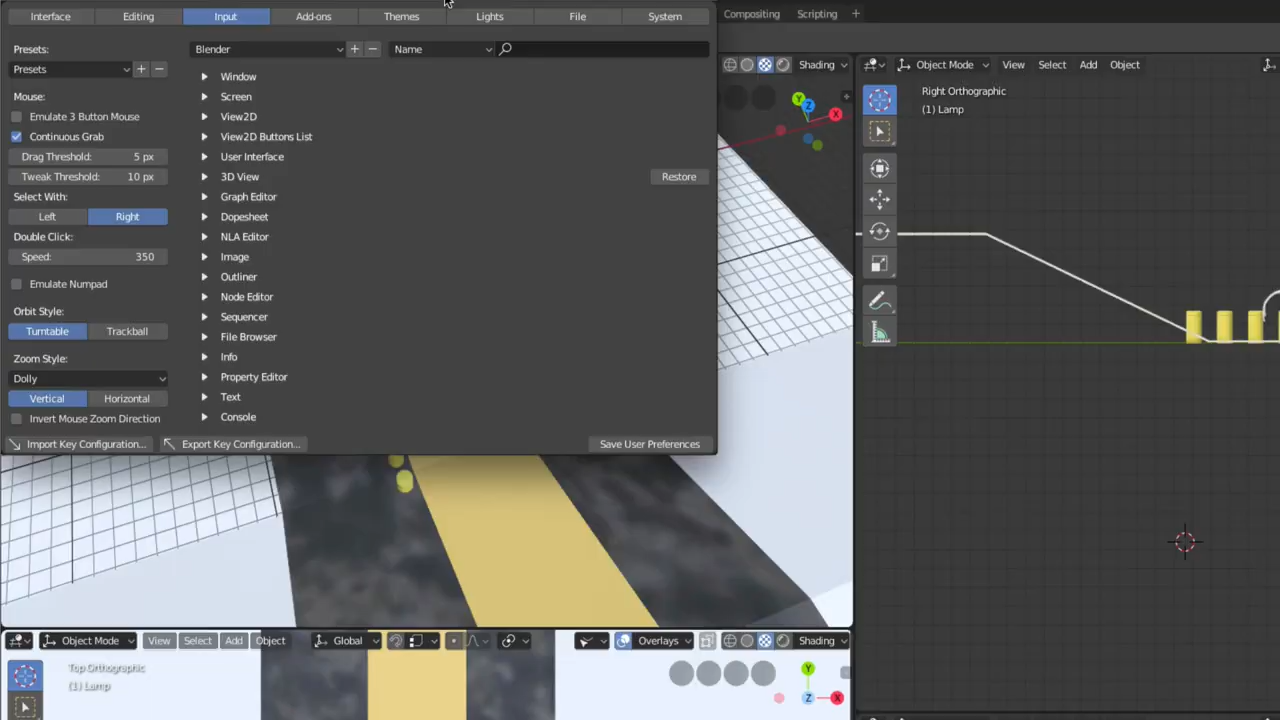 Interface Editing Input Add-ons Themes Lights File System
Compositing Scripting +
Presets:
Blender Name
Presets
Mouse:
Emulate 3 Button Mouse
Continuous Grab
Drag Threshold: 5 px
Tweak Threshold: 10 px
Select With:
Left Right
Double Click:
Speed: 350
Emulate Numpad
Orbit Style:
Turntable Trackball
Zoom Style:
Dolly
Vertical Horizontal
Invert Mouse Zoom Direction
Window
Screen
View2D
View2D Buttons List
User Interface
3D View
Restore
Graph Editor
Dopesheet
NLA Editor
Image
Outliner
Node Editor
Sequencer
File Browser
Info
Property Editor
Text
Console
Import Key Configuration... Export Key Configuration... Save User Preferences
Shading
Y Z X
Object Mode View Select Add Object
Right Orthographic
(1) Lamp
Object Mode View Select Add Object Global Overlays Shading
Top Orthographic
(1) Lamp
Y
Z X